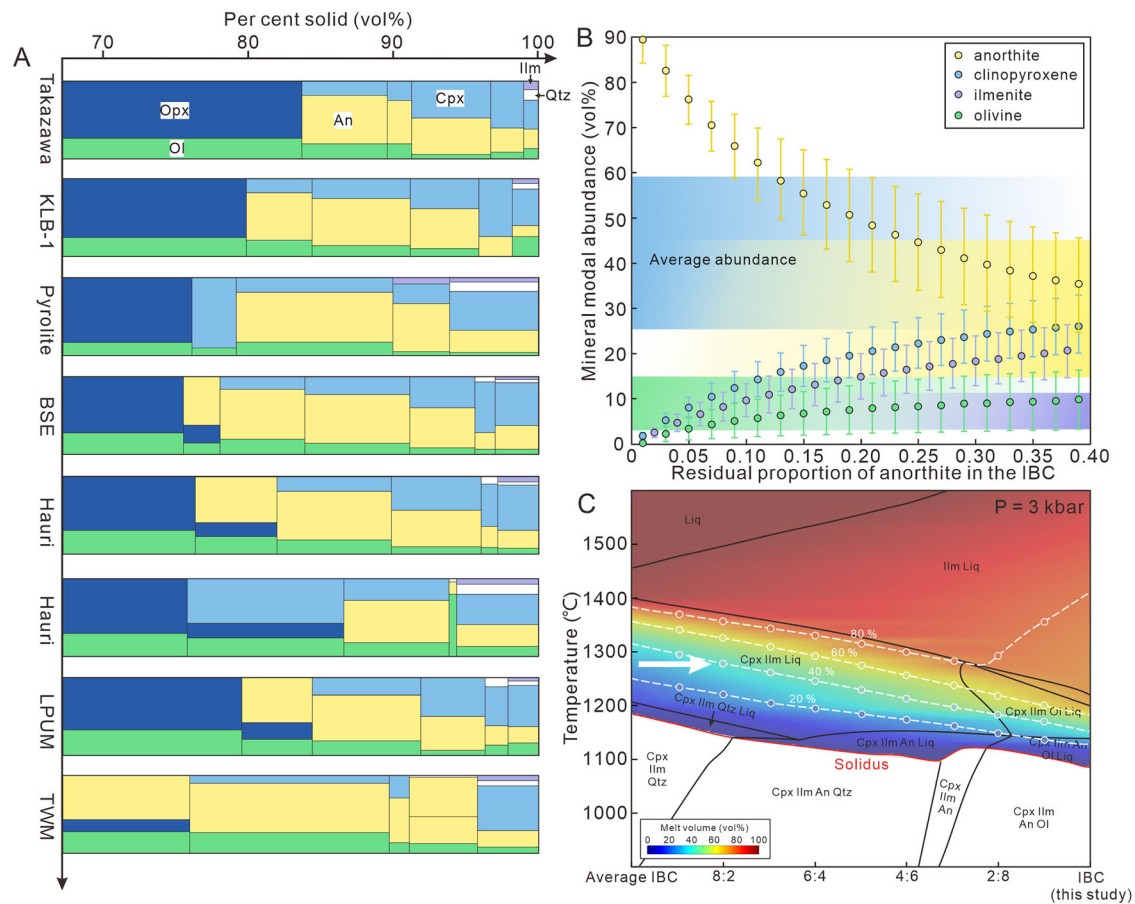 A
Per cent solid (vol%)
70
80
90
100
Ilm
Qtz
Takazawa
Opx
Ol
An
Cpx
KLB-1
Pyrolite
BSE
Hauri
Hauri
LPUM
TWM
B
Mineral modal abundance (vol%)
90
80
70
60
50
40
30
20
10
0
anorthite
clinopyroxene
ilmenite
olivine
Average abundance
0
0.05
0.10
0.15
0.20
0.25
0.30
0.35
0.40
Residual proportion of anorthite in the IBC
C
P = 3 kbar
Temperature (℃)
1500
1400
1300
1200
1100
1000
Liq
Ilm Liq
80 %
60 %
40 %
20 %
Cpx Ilm Liq
Cpx Ilm Qtz Liq
Cpx Ilm Ol Liq
Cpx Ilm An Liq
Cpx Ilm An
Ol Liq
Solidus
Cpx
Ilm
Qtz
Cpx Ilm An Qtz
Cpx
Ilm
An
Cpx Ilm
An Ol
Melt volume (vol%)
0 20 40 60 80 100
Average IBC
8:2
6:4
4:6
2:8
IBC
(this study)